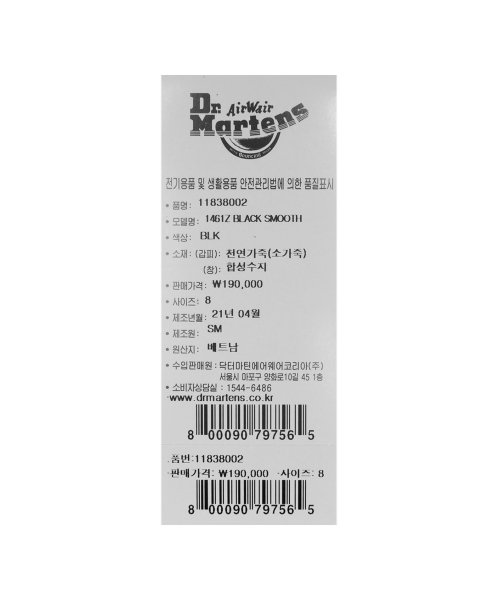 Dr. AirWair
Martens
전기용품 및 생활용품 안전관리법에 의한 품질표시
• 품명: 11838002
• 모델명: 1461Z BLACK SMOOTH
• 색상: BLK
• 소재: (갑피): 천연가죽(소가죽)
(창): 합성수지
• 판매가격: ₩190,000
• 사이즈: 8
• 제조년월: 21년 04월
• 제조원: SM
• 원산지: 베트남
• 수입판매원: 닥터마틴에어웨어코리아(주)
서울시 마포구 양화로10길 45 1층
• 소비자상담실: 1544-6486
www.drmartens.co.kr
8 00090 79756 5
품번:11838002
판매가격: ₩190,000 사이즈: 8
8 00090 79756 5